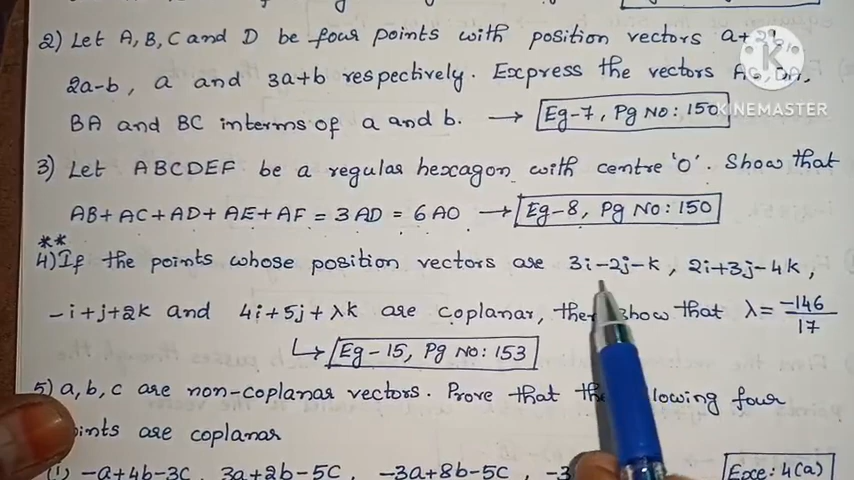 2) Let A, B, C and D be four points with position vectors a+2b,
2a-b, a and 3a+b respectively. Express the vectors AC, DA,
KINEMASTER
BA and BC interms of a and b. → Eg-7, Pg No: 150
3) Let ABCDEF be a regular hexagon with centre 'O'. Show that
AB+AC+AD+AE+AF = 3AD = 6AO → Eg-8, Pg No: 150
**
4) If the points whose position vectors are 3i-2j-k, 2i+3j-4k,
-i+j+2k and 4i+5j+λk are coplanar, then show that λ = -146/17
↳ Eg-15, Pg No: 153
5) a, b, c are non-coplanar vectors. Prove that the lowing four
ints are coplanar
(i) -a+4b-3c, 3a+2b-5c, -3a+8b-5c, -3 Exe: 4(a)